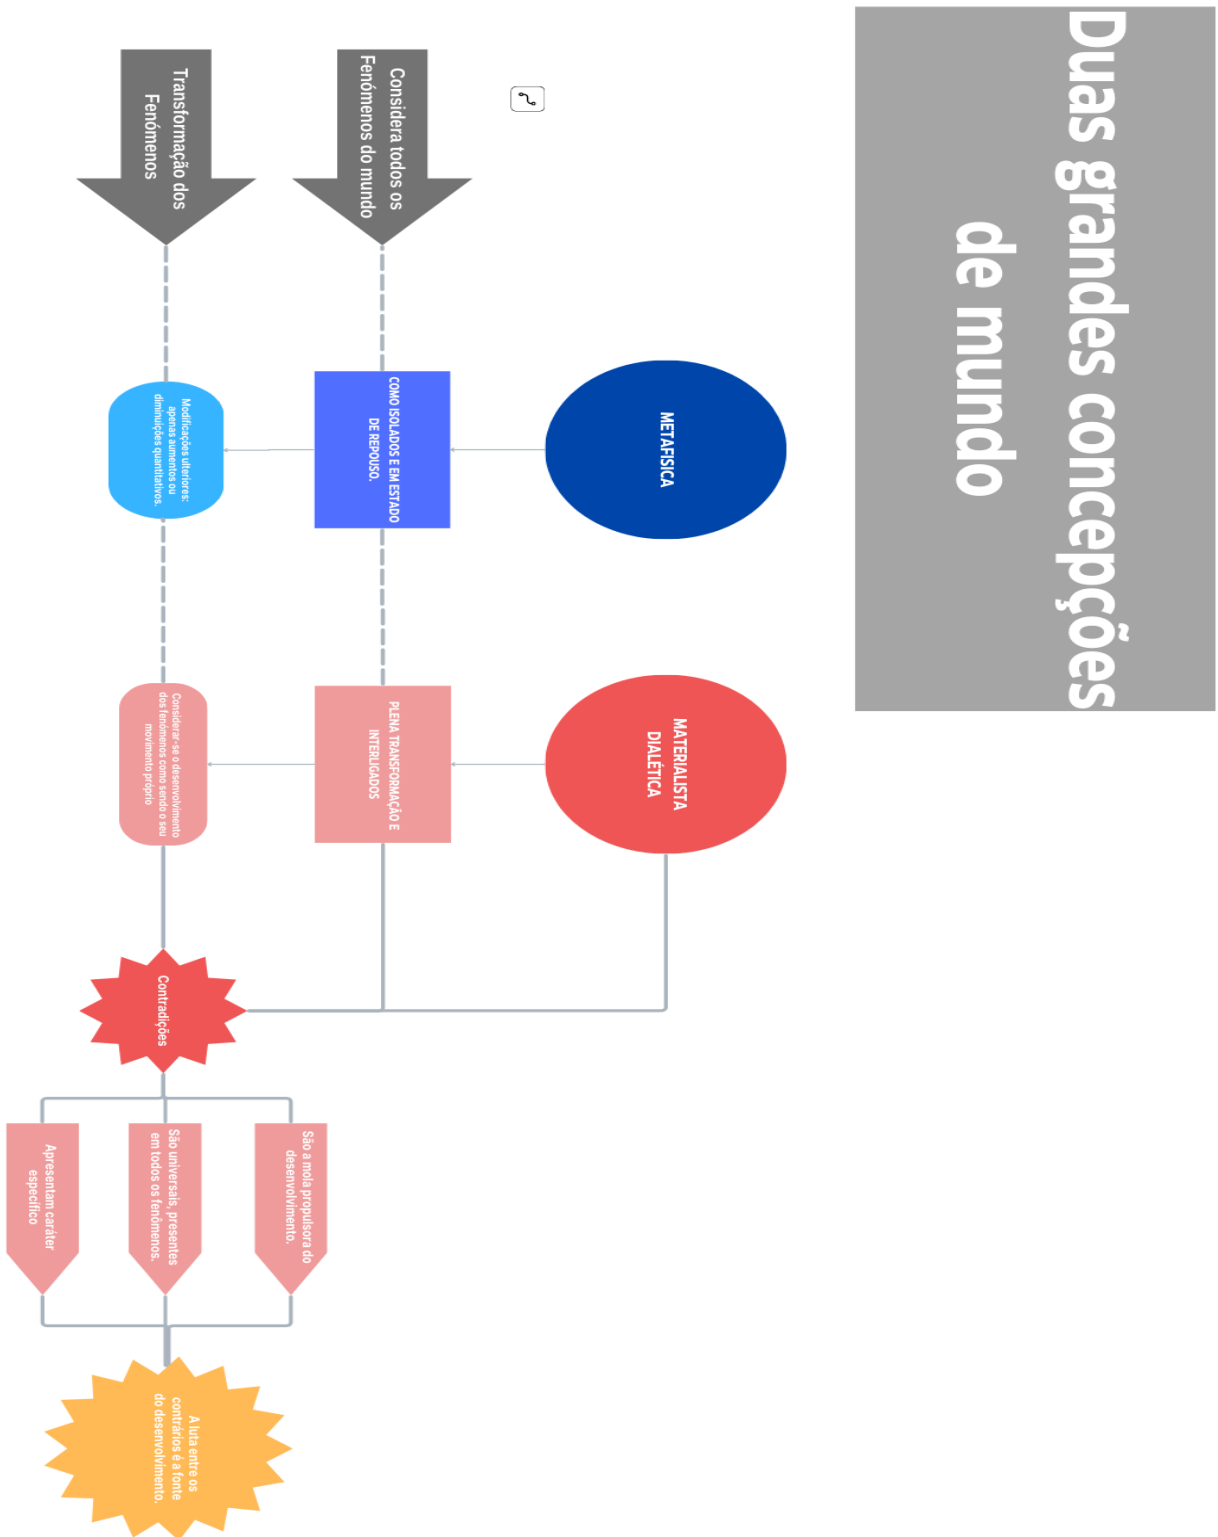 Duas grandes concepções
de mundo
METAFISICA
MATERIALISTA
DIALÉTICA
Considera todos os
Fenómenos do mundo
COMO ISOLADOS E EM ESTADO
DE REPOUSO.
PLENA TRANSFORMAÇÃO E
INTERLIGADOS
Transformação dos
Fenómenos
Modificações ulteriores:
apenas aumentos ou
diminuições quantitativos.
Considerar-se o desenvolvimento
dos fenómenos como sendo o seu
movimento próprio
Contradições
São a mola propulsora do
desenvolvimento.
São universais, presentes
em todos os fenômenos.
Apresentam caráter
específico
A luta entre os
contrários é a fonte
do desenvolvimento.